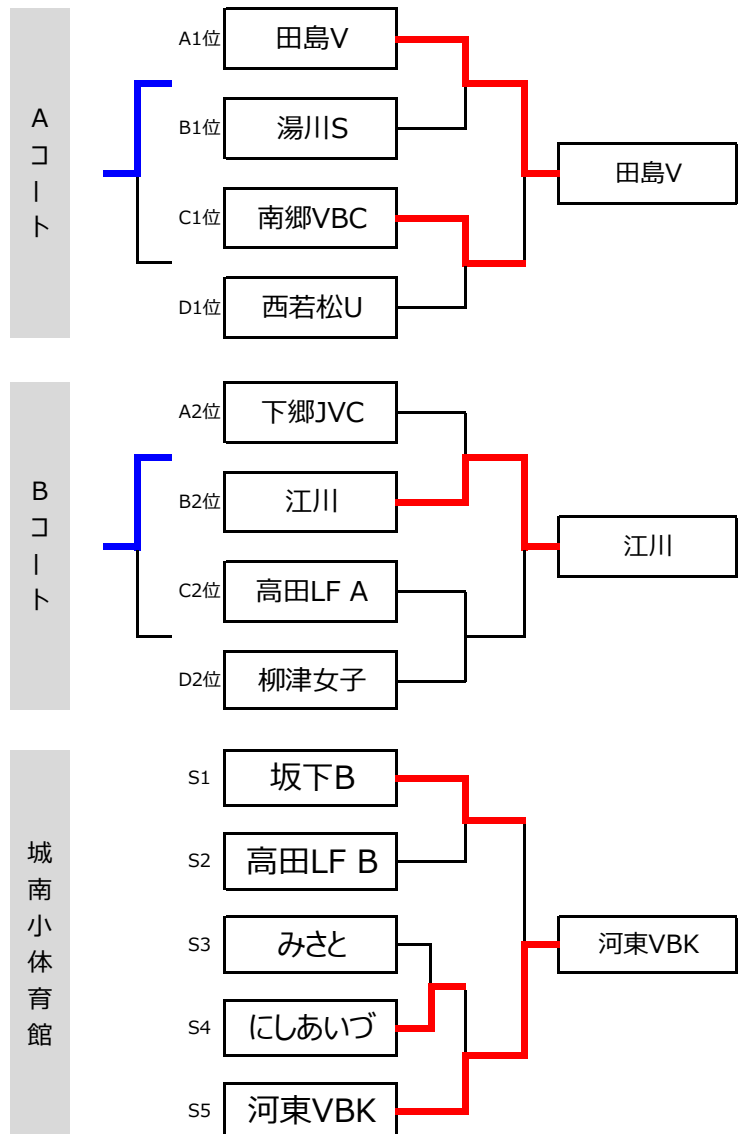 Aコート
A1位 田島V
B1位 湯川S
田島V
C1位 南郷VBC
D1位 西若松U
Bコート
A2位 下郷JVC
B2位 江川
江川
C2位 高田LF A
D2位 柳津女子
城南小体育館
S1 坂下B
S2 高田LF B
S3 みさと
河東VBK
S4 にしあいづ
S5 河東VBK